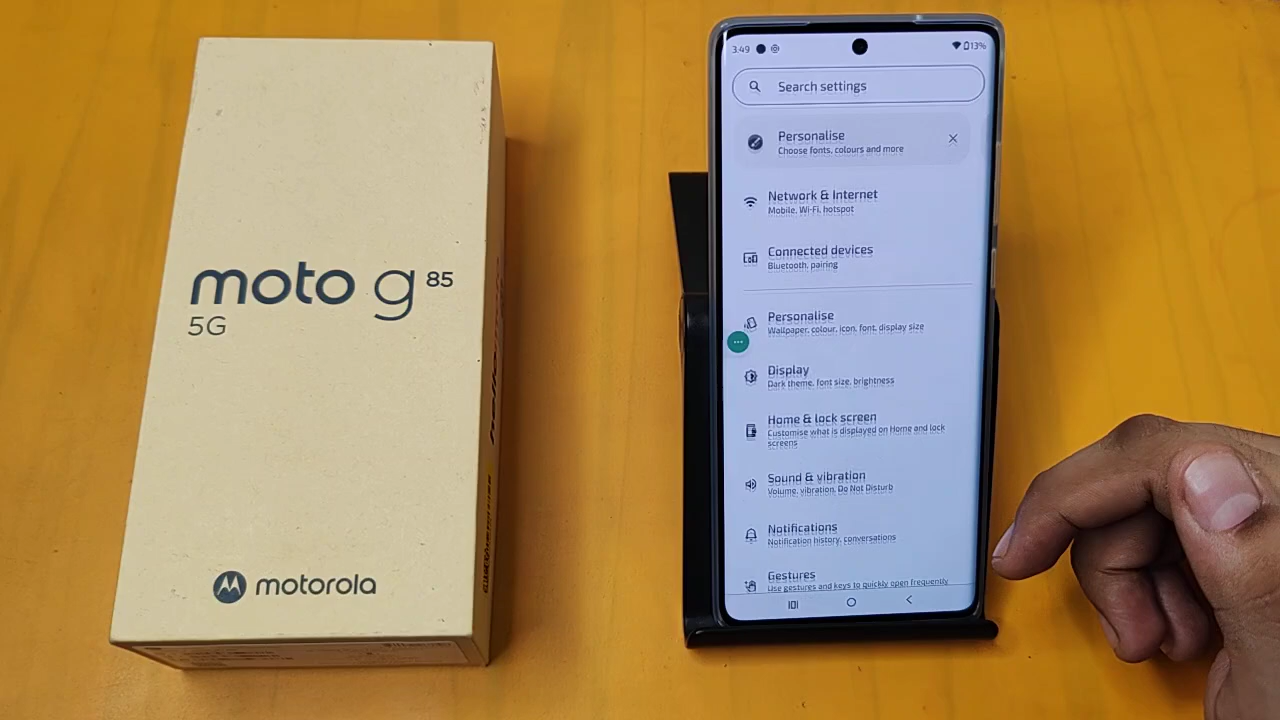 moto g 85
5G
motorola
hellomoto
3:49
13%
Search settings
Personalise
Choose fonts, colours and more
Network & Internet
Mobile, Wi-Fi, hotspot
Connected devices
Bluetooth, pairing
Personalise
Wallpaper, colour, icon, font, display size
Display
Dark theme, font size, brightness
Home & lock screen
Customise what is displayed on Home and lock
screens
Sound & vibration
Volume, vibration, Do Not Disturb
Notifications
Notification history, conversations
Gestures
Use gestures and keys to quickly open frequently